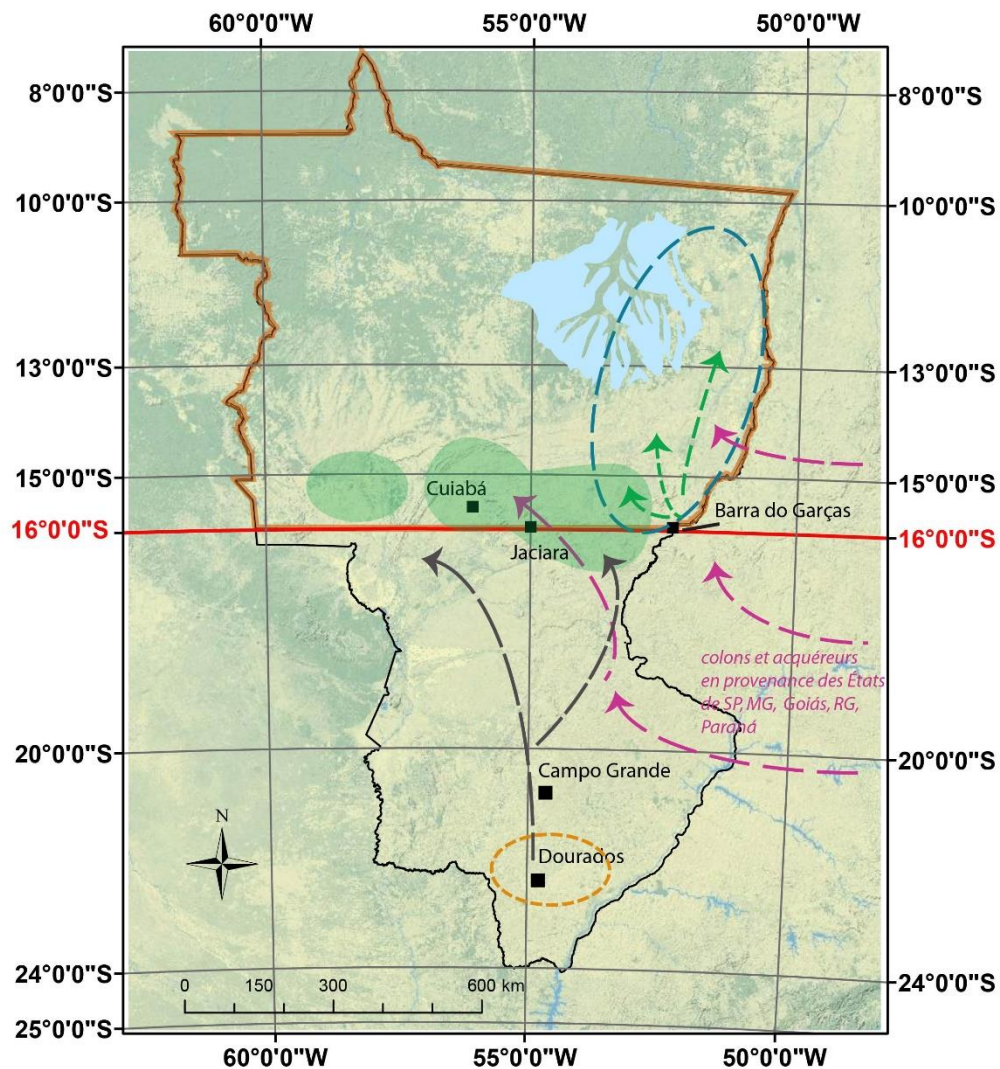 60°0'0"W 55°0'0"W 50°0'0"W
8°0'0"S 8°0'0"S
10°0'0"S 10°0'0"S
13°0'0"S 13°0'0"S
15°0'0"S 15°0'0"S
Cuiabá
Barra do Garças
16°0'0"S 16°0'0"S
Jaciara
colons et acquéreurs
en provenance des États
de SP, MG, Goiás, RG,
Paraná
20°0'0"S 20°0'0"S
Campo Grande
N
Dourados
24°0'0"S 24°0'0"S
0 150 300 600 km
25°0'0"S
60°0'0"W 55°0'0"W 50°0'0"W